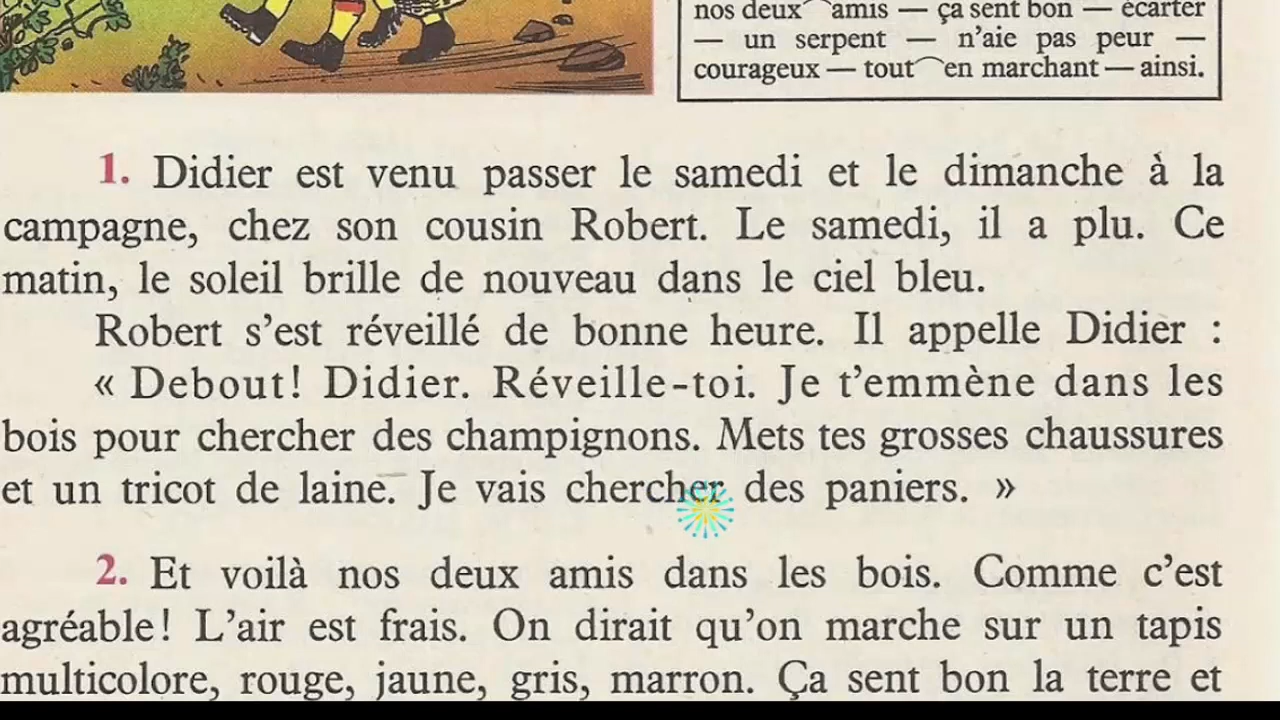 nos deux amis — ça sent bon — écarter
— un serpent — n'aie pas peur —
courageux — tout en marchant — ainsi.
1. Didier est venu passer le samedi et le dimanche à la
campagne, chez son cousin Robert. Le samedi, il a plu. Ce
matin, le soleil brille de nouveau dans le ciel bleu.
Robert s'est réveillé de bonne heure. Il appelle Didier :
« Debout! Didier. Réveille-toi. Je t'emmène dans les
bois pour chercher des champignons. Mets tes grosses chaussures
et un tricot de laine. Je vais chercher des paniers. »
2. Et voilà nos deux amis dans les bois. Comme c'est
agréable! L'air est frais. On dirait qu'on marche sur un tapis
multicolore, rouge, jaune, gris, marron. Ça sent bon la terre et